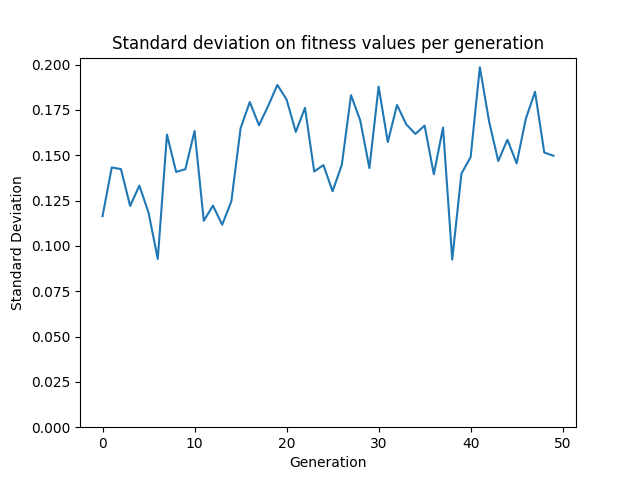 Standard deviation on fitness values per generation
0.200
0.175
0.150
0.125
0.100
0.075
0.050
0.025
0.000
Standard Deviation
0 10 20 30 40 50
Generation